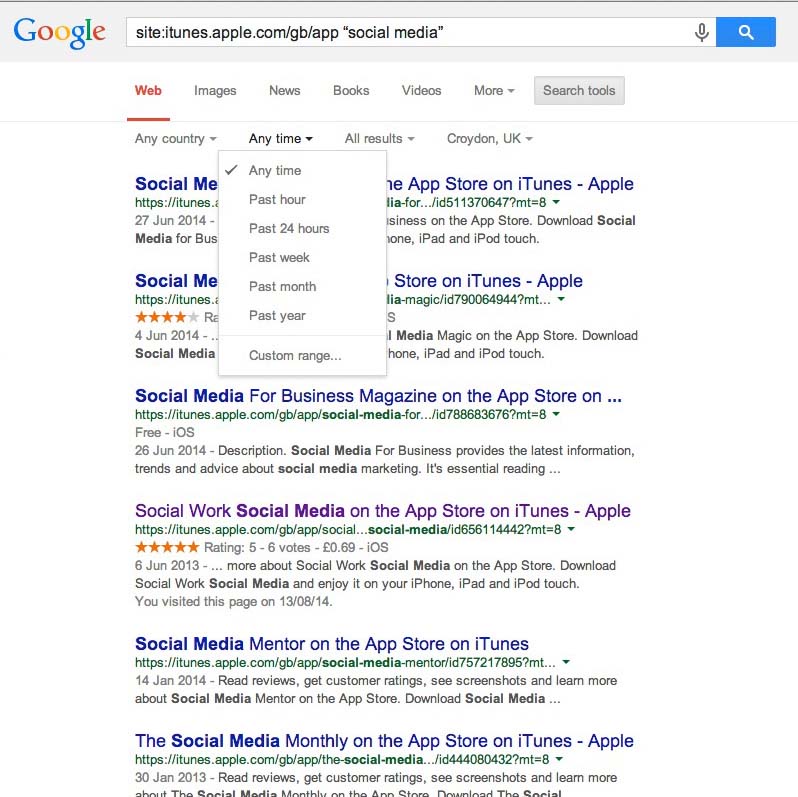 Google
site:itunes.apple.com/gb/app “social media”
Web Images News Books Videos More Search tools
Any country Any time All results Croydon, UK
Any time
Past hour
Past 24 hours
Past week
Past month
Past year
Custom range...
Social Me he App Store on iTunes - Apple
https://itunes.a dia-for.../id511370647?mt=8
27 Jun 2014 - usiness on the App Store. Download Social
Media for Bus hone, iPad and iPod touch.
Social Me Store on iTunes - Apple
https://itunes.a dia-magic/id790064944?mt...
Ra S
4 Jun 2014 - .. l Media Magic on the App Store. Download
Social Media hone, iPad and iPod touch.
Social Media For Business Magazine on the App Store on ...
https://itunes.apple.com/gb/app/social-media-for.../id788683676?mt=8
Free - iOS
26 Jun 2014 - Description. Social Media For Business provides the latest information,
trends and advice about social media marketing. It's essential reading ...
Social Work Social Media on the App Store on iTunes - Apple
https://itunes.apple.com/gb/app/social...social-media/id656114442?mt=8
Rating: 5 - 6 votes - £0.69 - iOS
6 Jun 2013 - ... more about Social Work Social Media on the App Store. Download
Social Work Social Media and enjoy it on your iPhone, iPad and iPod touch.
You visited this page on 13/08/14.
Social Media Mentor on the App Store on iTunes
https://itunes.apple.com/gb/app/social-media-mentor/id757217895?mt...
14 Jan 2014 - Read reviews, get customer ratings, see screenshots and learn more
about Social Media Mentor on the App Store. Download Social Media ...
The Social Media Monthly on the App Store on iTunes - Apple
https://itunes.apple.com/gb/app/the-social-media.../id444080432?mt=8
30 Jan 2013 - Read reviews, get customer ratings, see screenshots and learn more
about The Social Media Monthly on the App Store. Download The Social